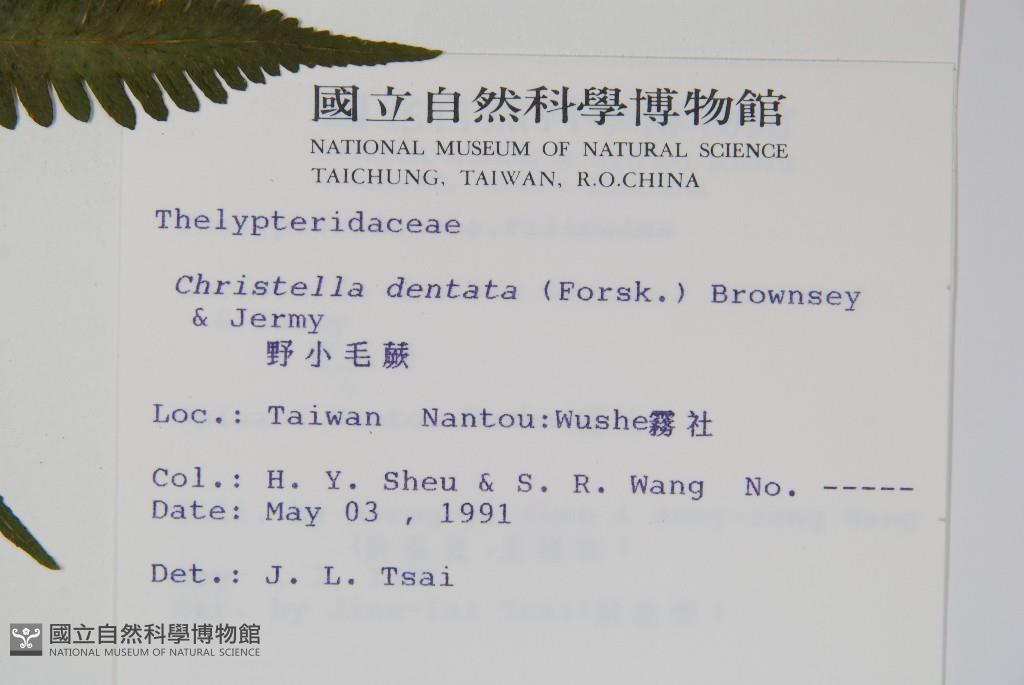 國立自然科學博物館
NATIONAL MUSEUM OF NATURAL SCIENCE
TAICHUNG, TAIWAN, R.O.CHINA
Thelypteridaceae
Christella dentata (Forsk.) Brownsey
& Jermy
野小毛蕨
Loc.: Taiwan Nantou:Wushe霧社
Col.: H. Y. Sheu & S. R. Wang No. -----
Date: May 03 , 1991
Det.: J. L. Tsai
國立自然科學博物館
NATIONAL MUSEUM OF NATURAL SCIENCE